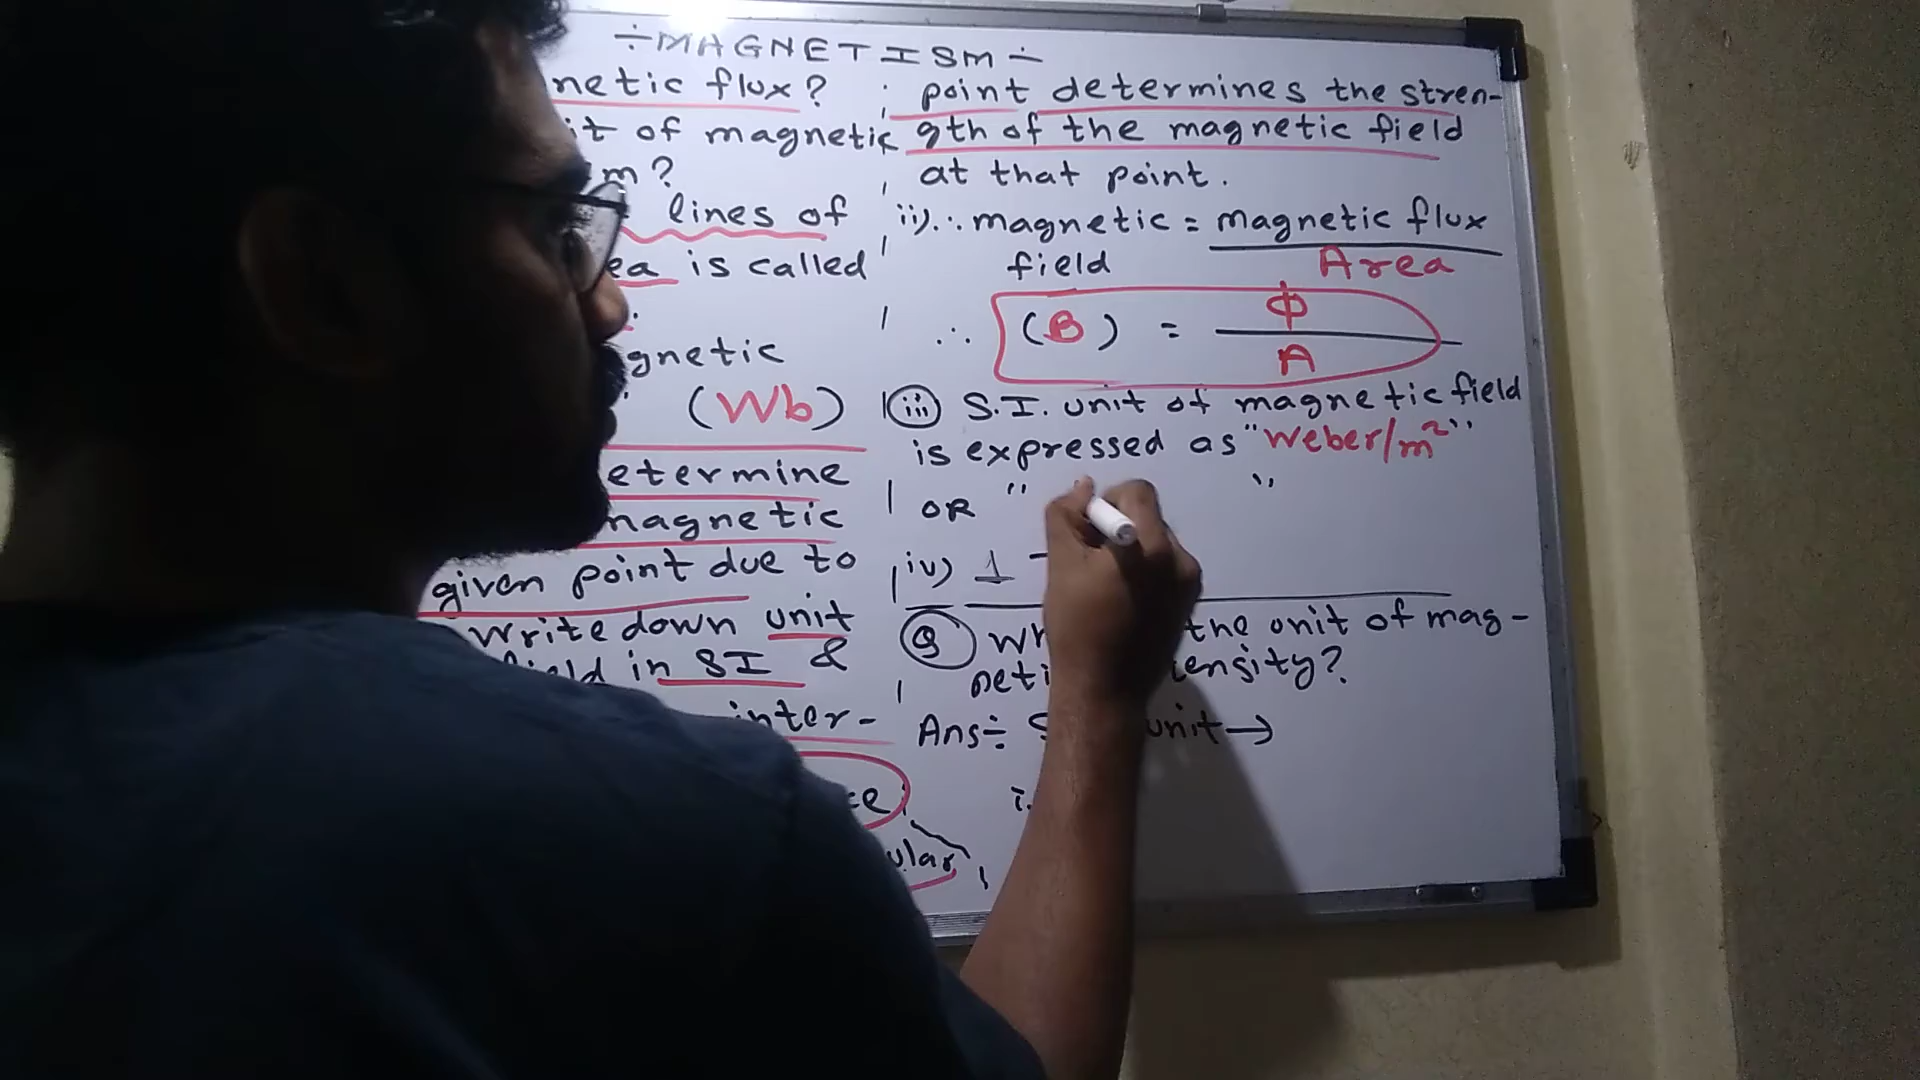 ÷MAGNETISM÷
netic flux?
it of magnetic
m?
lines of
ea is called
gnetic
(Wb)
etermine
magnetic
given point due to
write down unit
in SI &
inter-
ular
point determines the stren-
gth of the magnetic field
at that point.
ii) ∴ magnetic = magnetic flux
field Area
∴ (B) = Φ
A
iii) S.I. unit of magnetic field
is expressed as "Weber/m²"
OR " "
iv) 1
Q the unit of mag-
neti ensity?
Ans÷ S unit→
i.